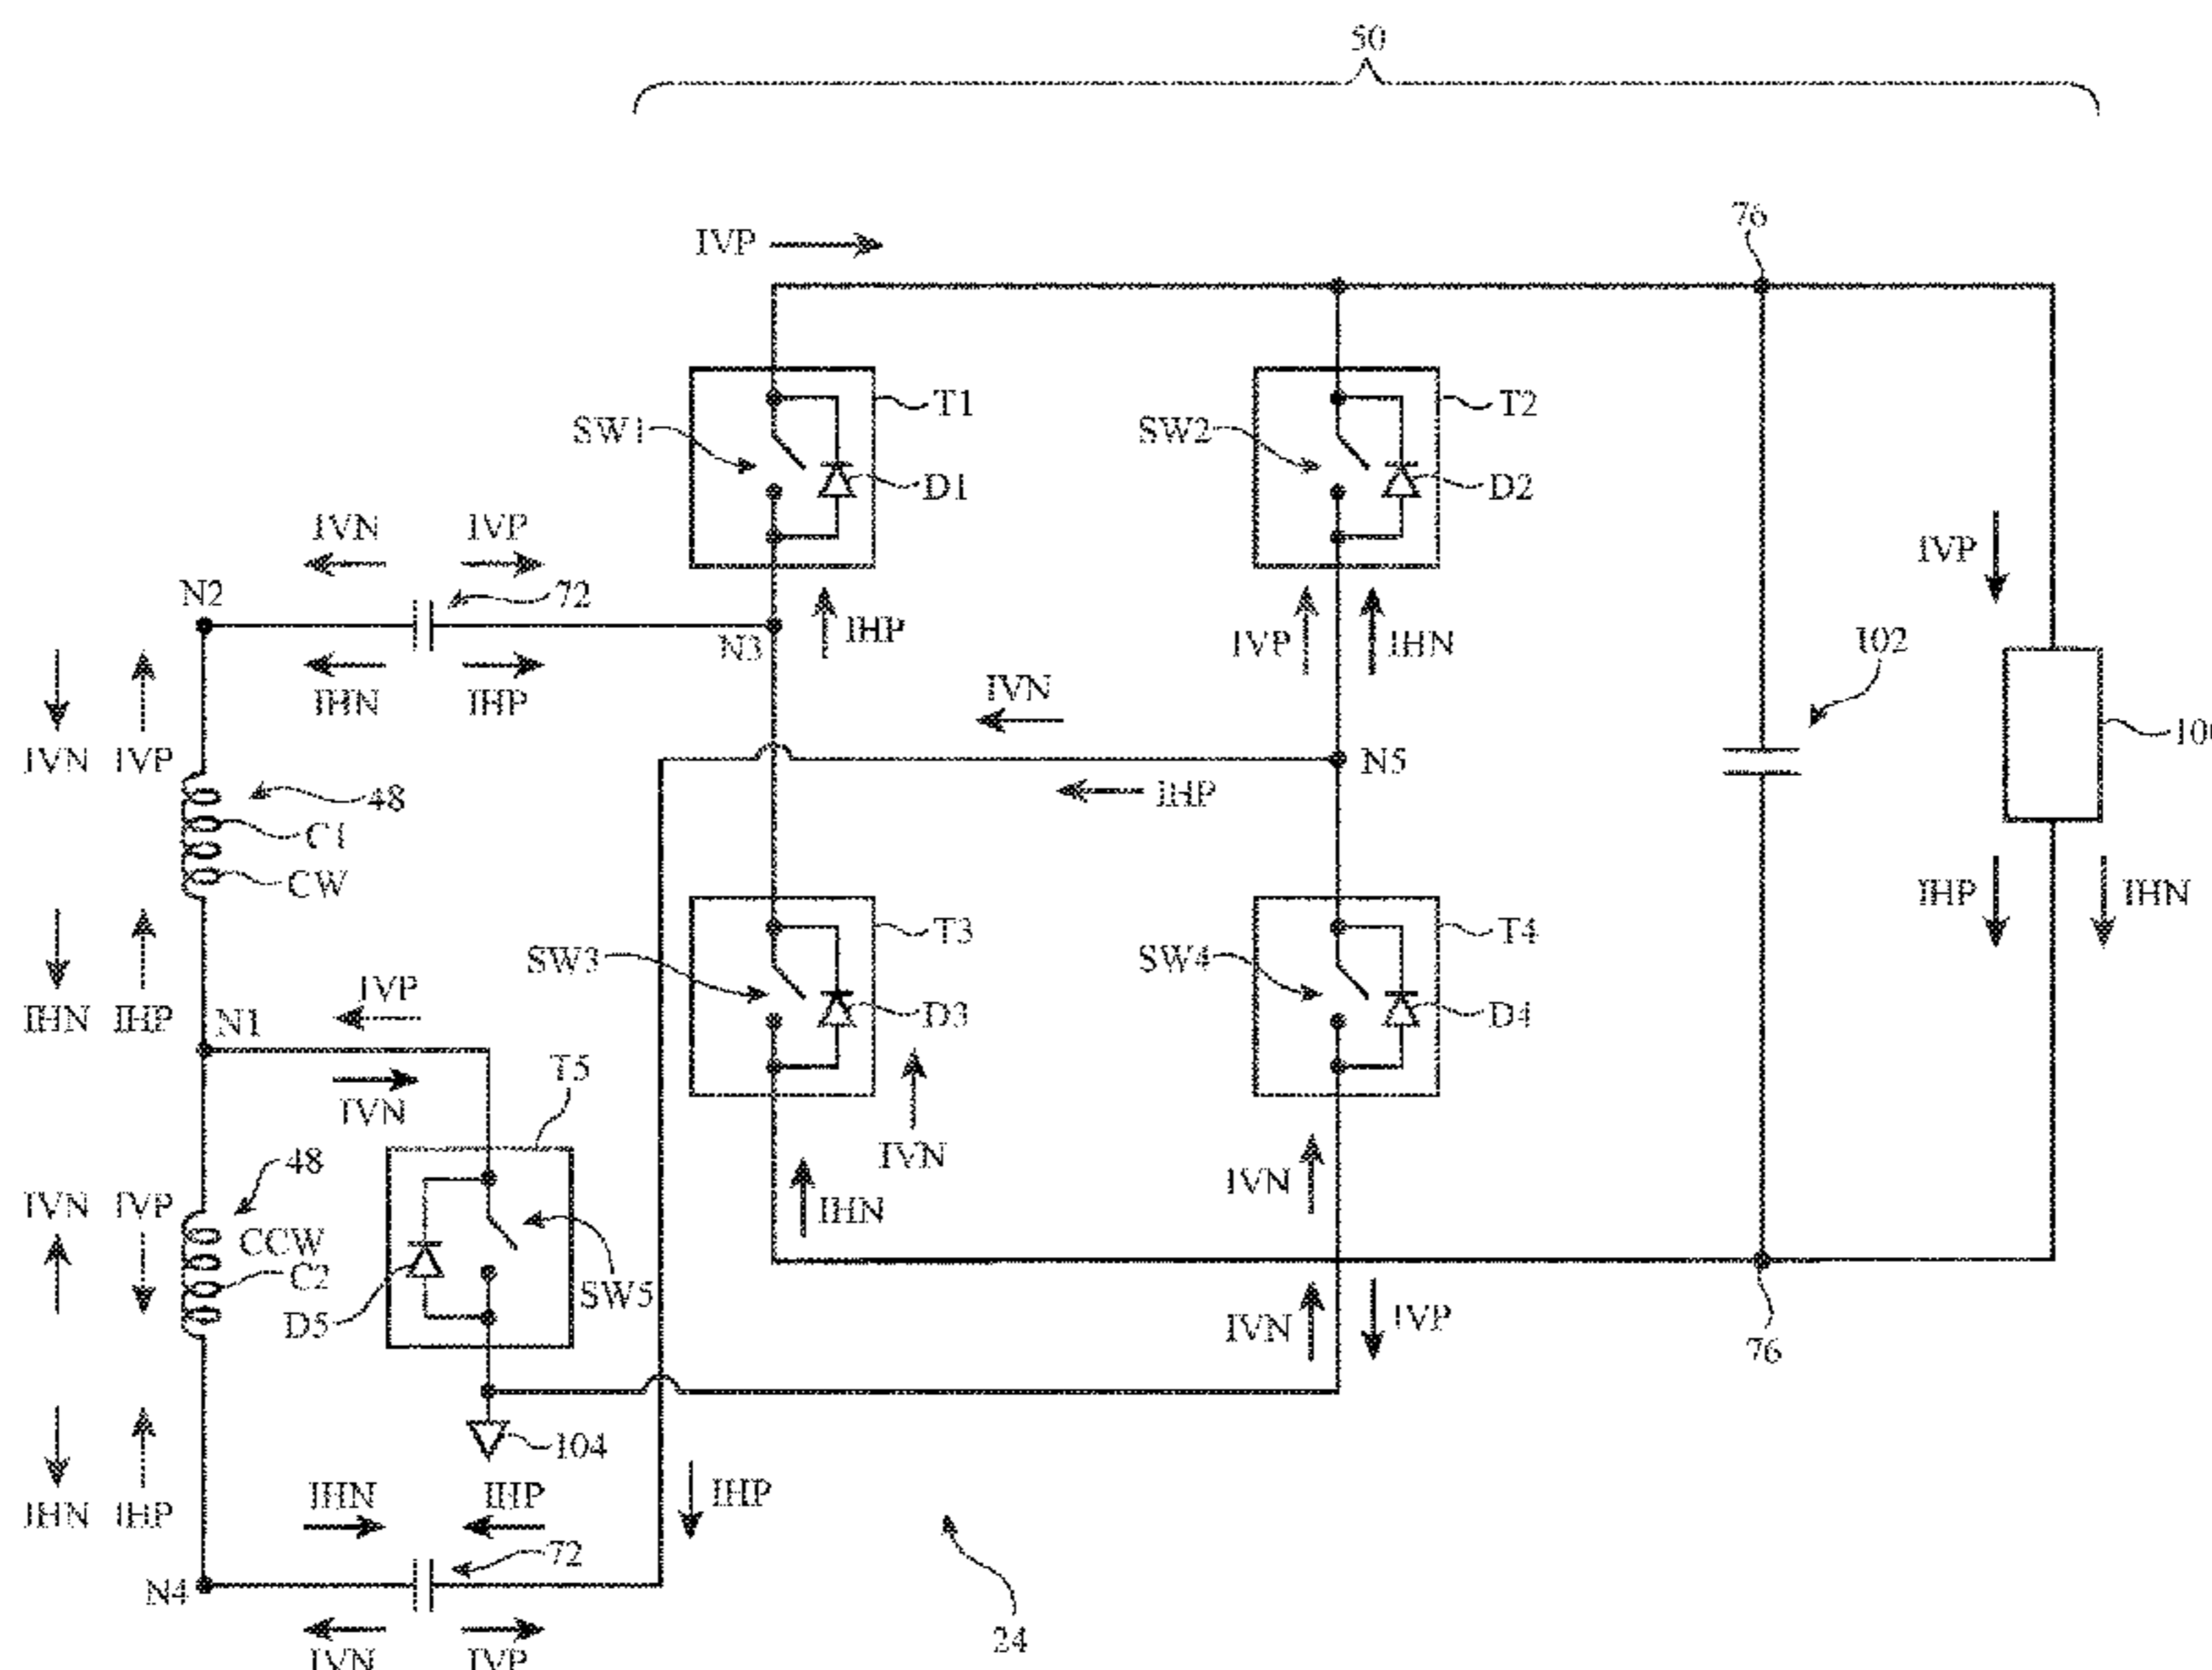 50
76
IVP
T1
T2
SW1
SW2
D1
D2
IVN
IVP
IVP
N2
72
IHP
102
N3
IVP
IHN
IHN
IHP
IVN
IVN
IVP
N5
48
IHP
C1
CW
IHP
IHN
T3
T4
SW3
SW4
IVP
IHN
IHP
N1
D3
D4
T5
IVN
IVN
48
IVN
IVN
IVP
IHN
CCW
C2
SW5
D5
IVN
IVP
76
104
IHN
IHP
IHP
IHN
IHP
72
N4
24
IVN
IVP